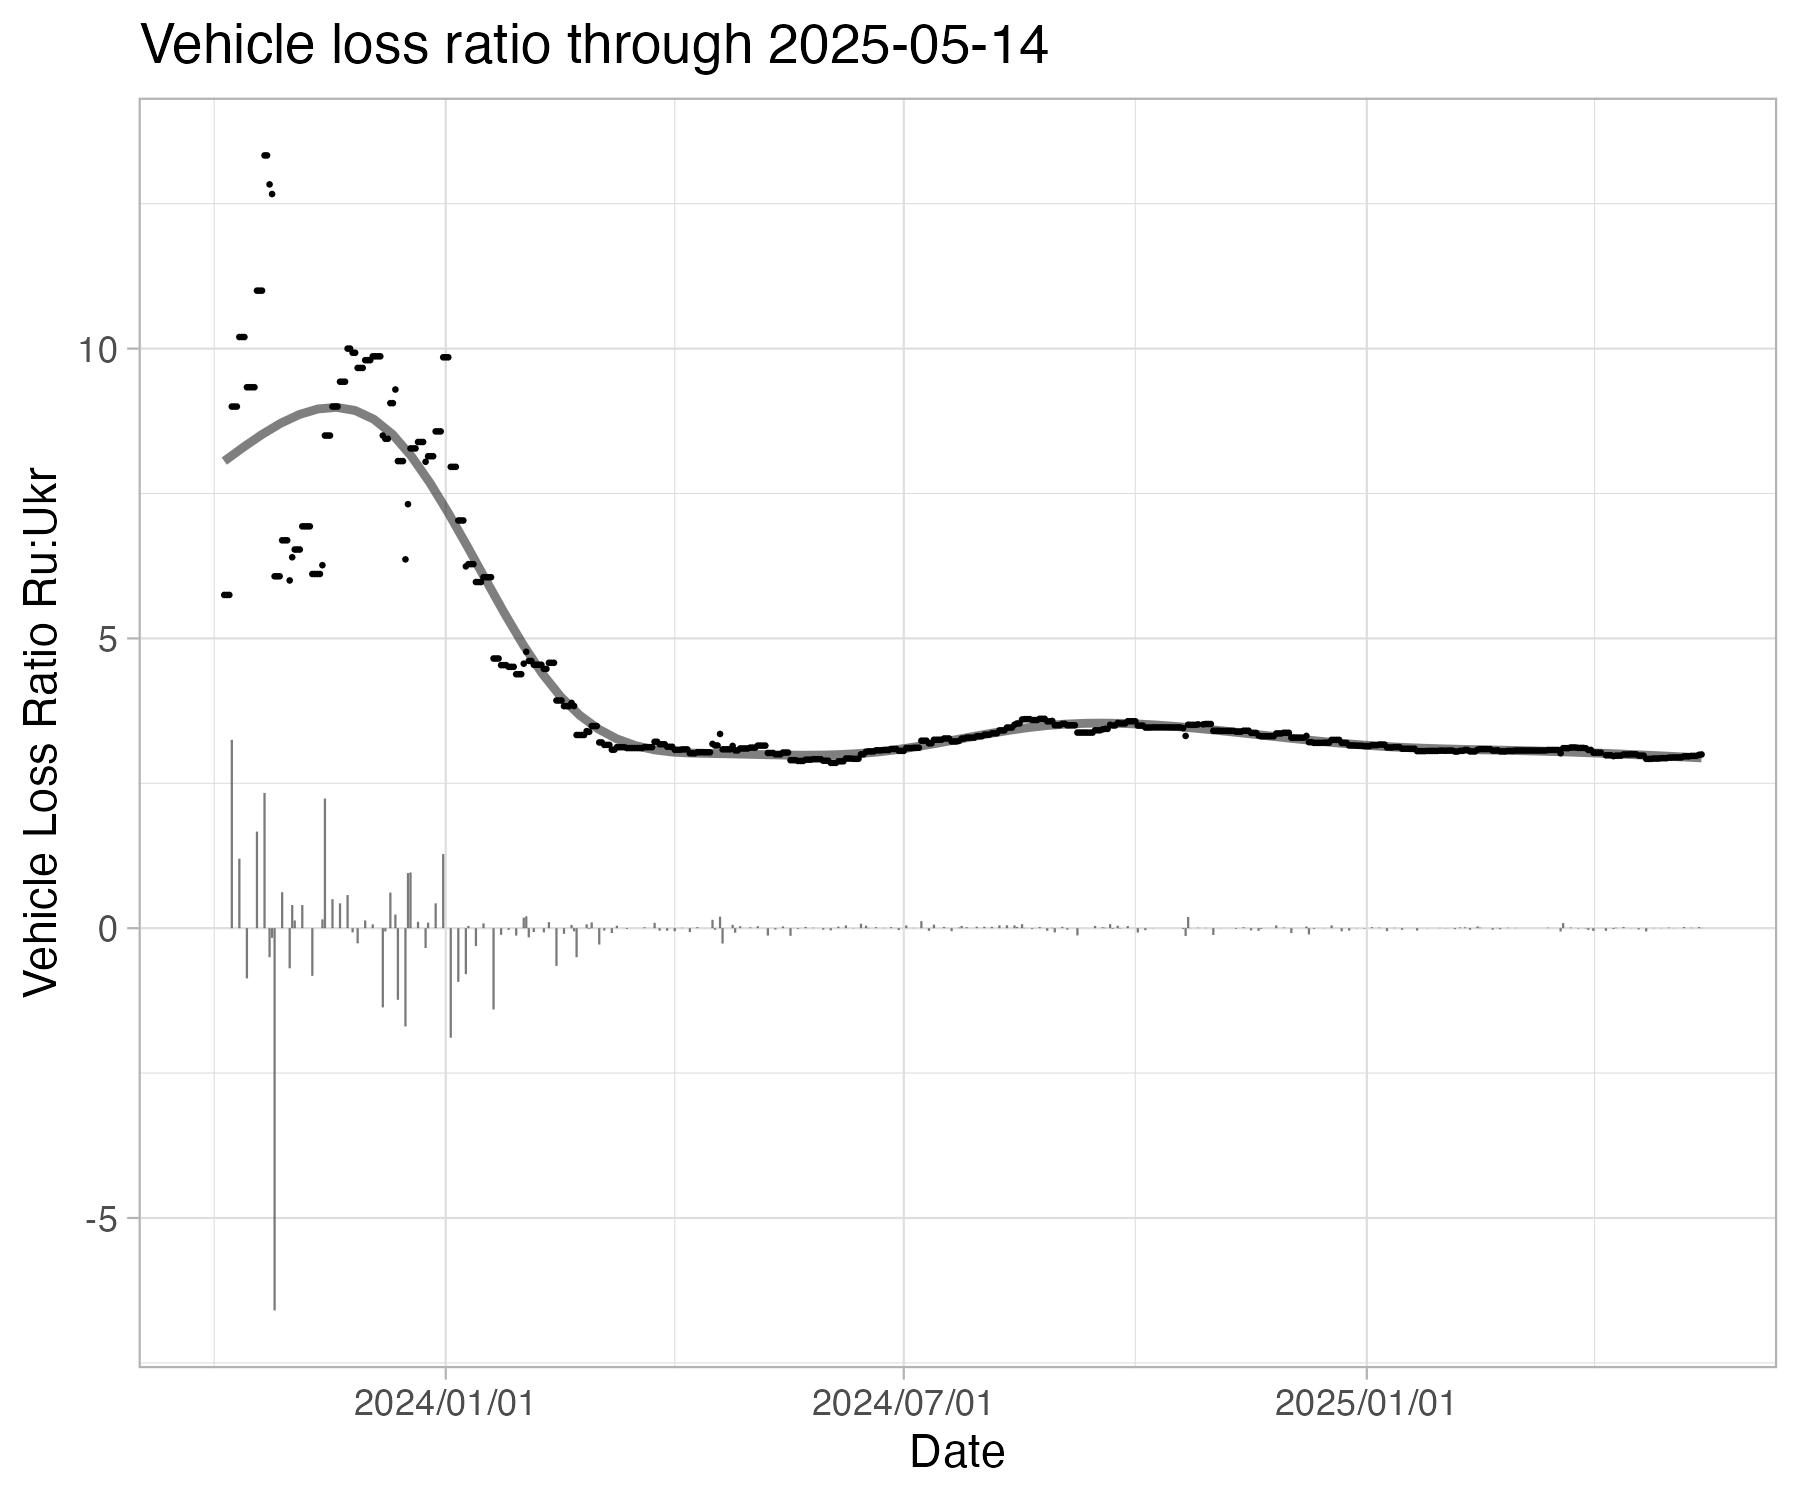 Vehicle loss ratio through 2025-05-14
Vehicle Loss Ratio Ru:Ukr
10
5
0
-5
2024/01/01
2024/07/01
2025/01/01
Date